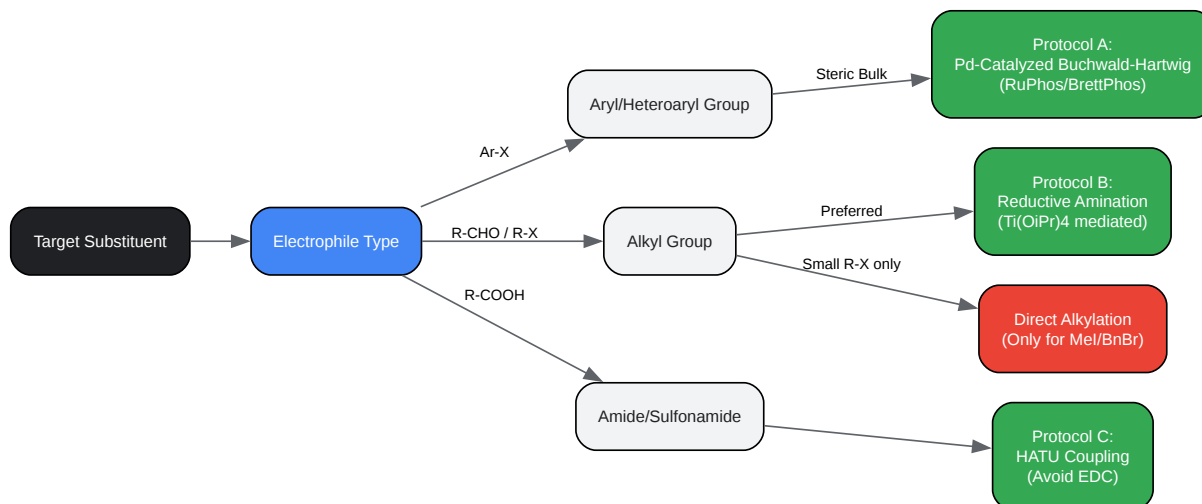 Target Substituent
Electrophile Type
Ar-X
R-CHO / R-X
R-COOH
Aryl/Heteroaryl Group
Alkyl Group
Amide/Sulfonamide
Steric Bulk
Preferred
Small R-X only
Protocol A:
Pd-Catalyzed Buchwald-Hartwig
(RuPhos/BrettPhos)
Protocol B:
Reductive Amination
(Ti(OiPr)4 mediated)
Direct Alkylation
(Only for MeI/BnBr)
Protocol C:
HATU Coupling
(Avoid EDC)